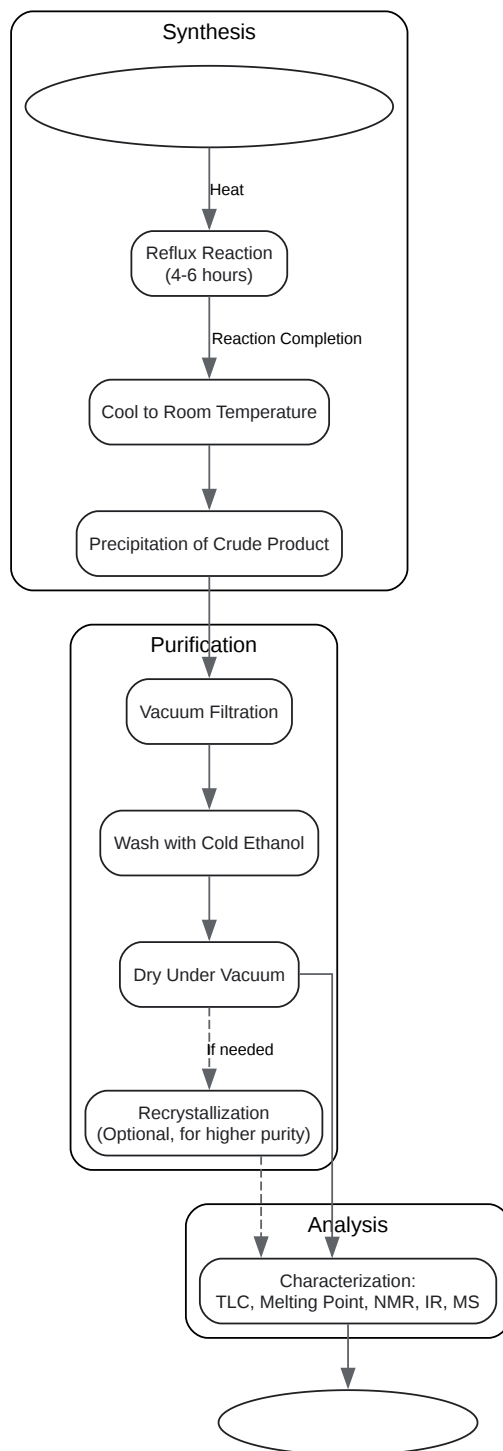 Synthesis
Heat
Reflux Reaction
(4-6 hours)
Reaction Completion
Cool to Room Temperature
Precipitation of Crude Product
Purification
Vacuum Filtration
Wash with Cold Ethanol
Dry Under Vacuum
If needed
Recrystallization
(Optional, for higher purity)
Analysis
Characterization:
TLC, Melting Point, NMR, IR, MS